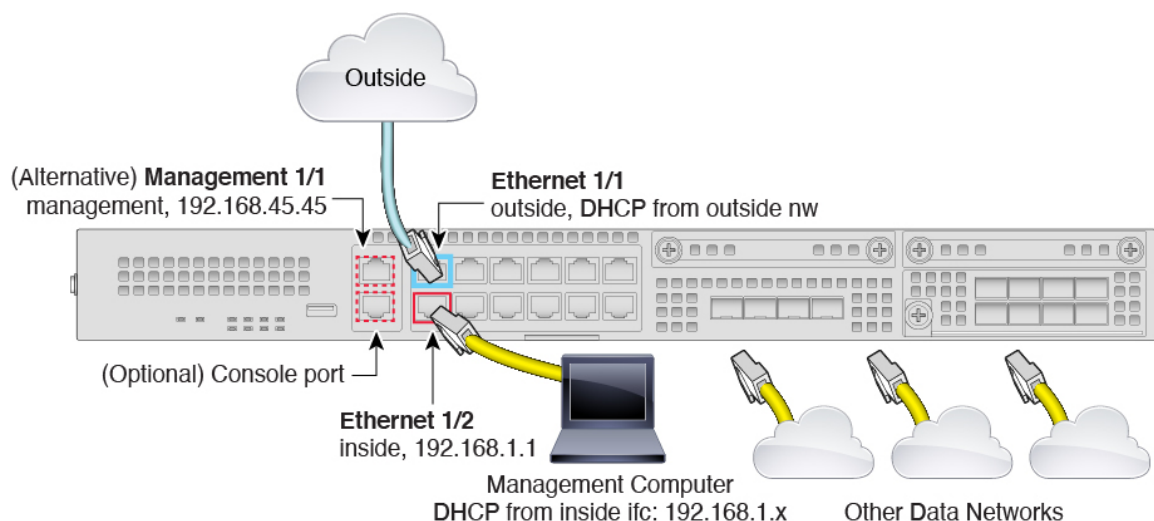 Outside
(Alternative) Management 1/1
management, 192.168.45.45
Ethernet 1/1
outside, DHCP from outside nw
(Optional) Console port
Ethernet 1/2
inside, 192.168.1.1
Management Computer
DHCP from inside ifc: 192.168.1.x
Other Data Networks